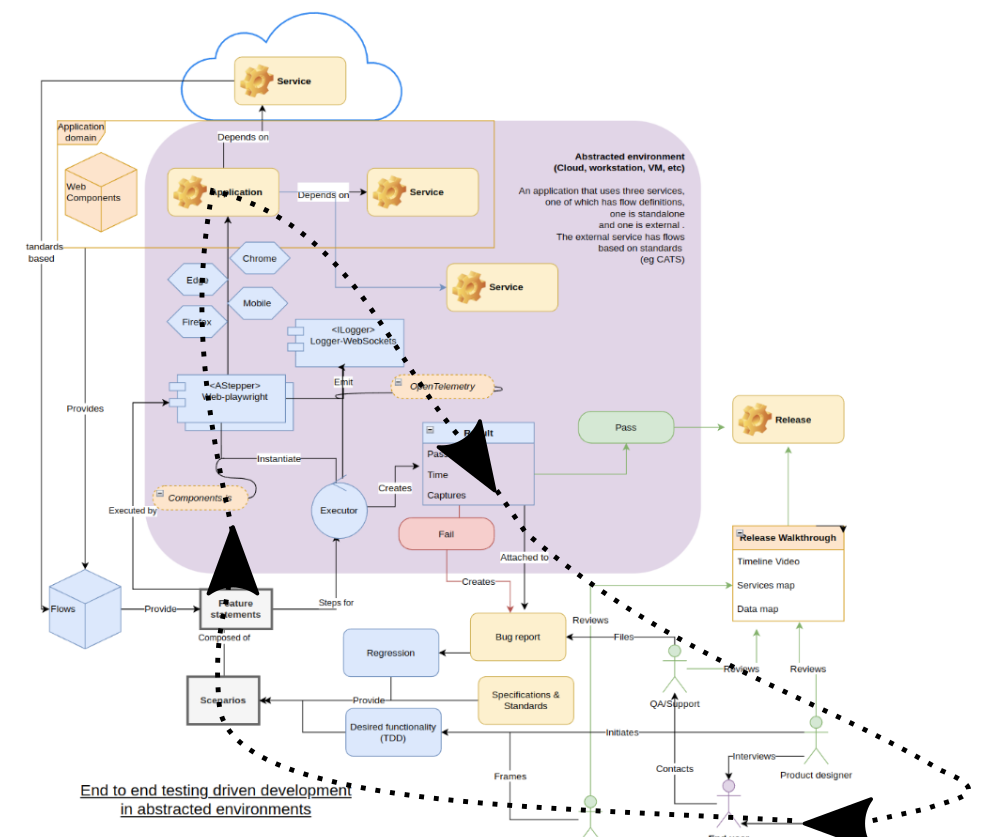 Service
Application
domain
Depends on
Abstracted environment
(Cloud, workstation, VM, etc)
Web
Components
Application
Depends on
Service
An application that uses three services,
one of which has flow definitions,
one is standalone
and one is external .
The external service has flows
based on standards
(eg CATS)
tandards
based
Chrome
Edge
Service
Mobile
Firefox
<ILogger>
Logger-WebSockets
Emit
<AStepper>
Web-playwright
OpenTelemetry
Provides
Release
Pass
Result
Time
Instantiate
Creates
Captures
Components.js
Executed by
Executor
Fail
Release Walkthrough
Attached to
Timeline Video
Creates
Services map
Flows
Provide
Feature
statements
Steps for
Data map
Reviews
Composed of
Bug report
Files
Regression
Reviews
Reviews
Scenarios
Provide
Specifications &
Standards
QA/Support
Desired functionality
(TDD)
Initiates
Interviews
Contacts
Product designer
Frames
End to end testing driven development
in abstracted environments